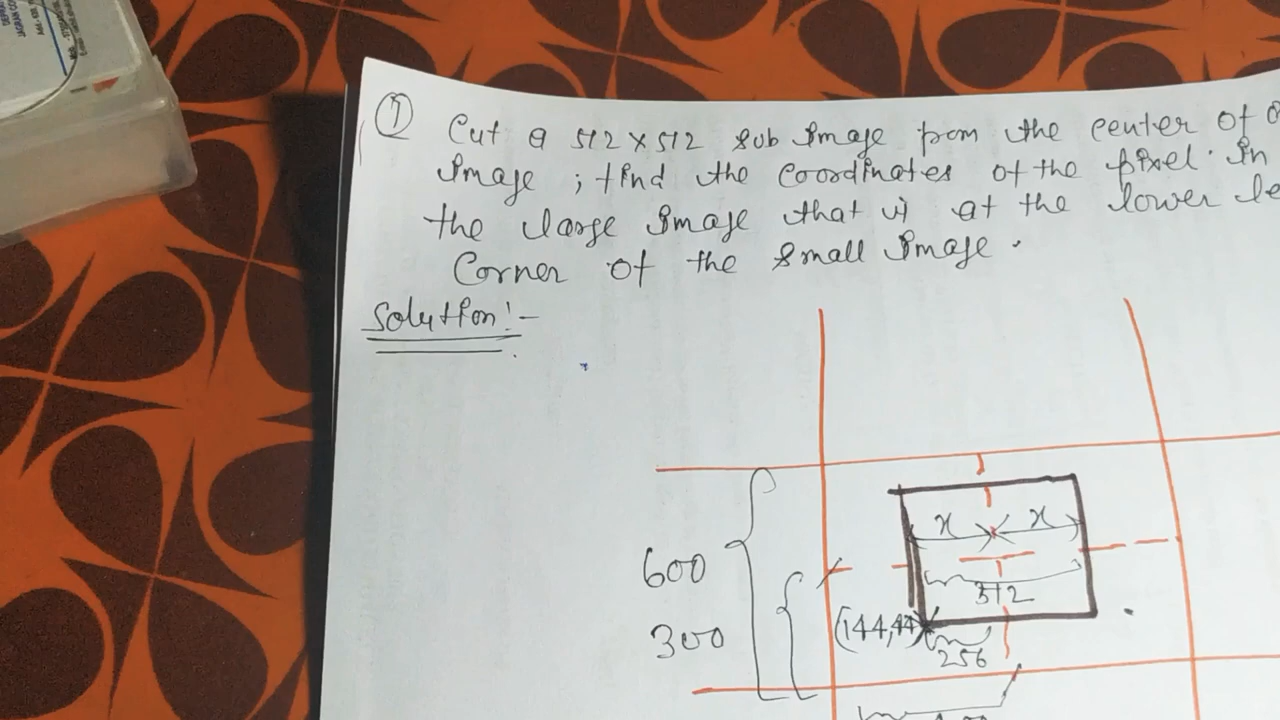 1
Cut a 512 x 512 sub image from the center of
image ; find the coordinates of the pixel in
the large image that is at the lower
Corner of the small image .
Solution :-
x x
600
512
300
(144,44)
256